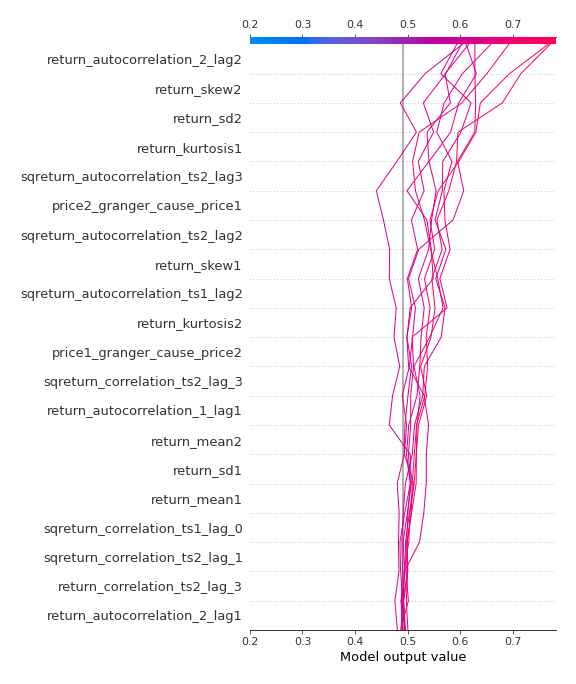 0.2 0.3 0.4 0.5 0.6 0.7
return_autocorrelation_2_lag2
return_skew2
return_sd2
return_kurtosis1
sqreturn_autocorrelation_ts2_lag3
price2_granger_cause_price1
sqreturn_autocorrelation_ts2_lag2
return_skew1
sqreturn_autocorrelation_ts1_lag2
return_kurtosis2
price1_granger_cause_price2
sqreturn_correlation_ts2_lag_3
return_autocorrelation_1_lag1
return_mean2
return_sd1
return_mean1
sqreturn_correlation_ts1_lag_0
sqreturn_correlation_ts2_lag_1
return_correlation_ts2_lag_3
return_autocorrelation_2_lag1
0.2 0.3 0.4 0.5 0.6 0.7
Model output value